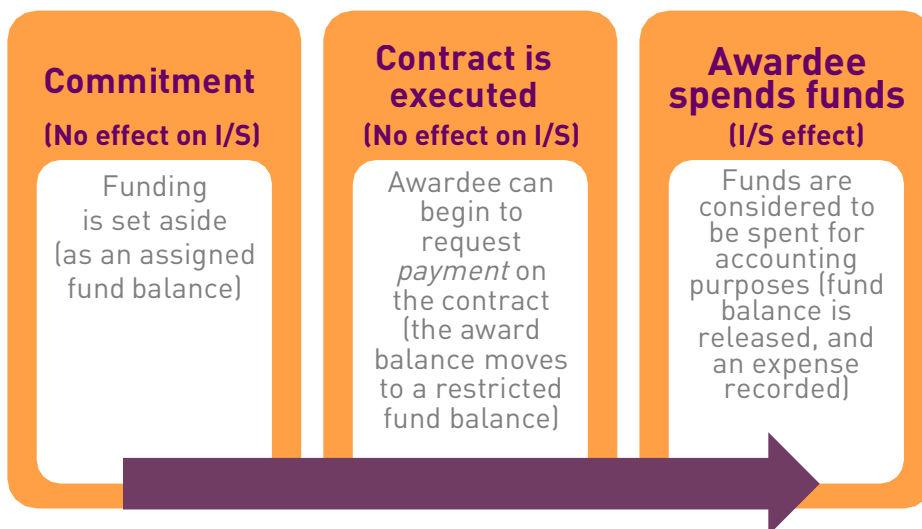 Commitment
(No effect on I/S)
Funding
is set aside
(as an assigned
fund balance)
Contract is
executed
(No effect on I/S)
Awardee can
begin to
request
payment on
the contract
(the award
balance moves
to a restricted
fund balance)
Awardee
spends funds
(I/S effect)
Funds are
considered to
be spent for
accounting
purposes (fund
balance is
released, and
an expense
recorded)